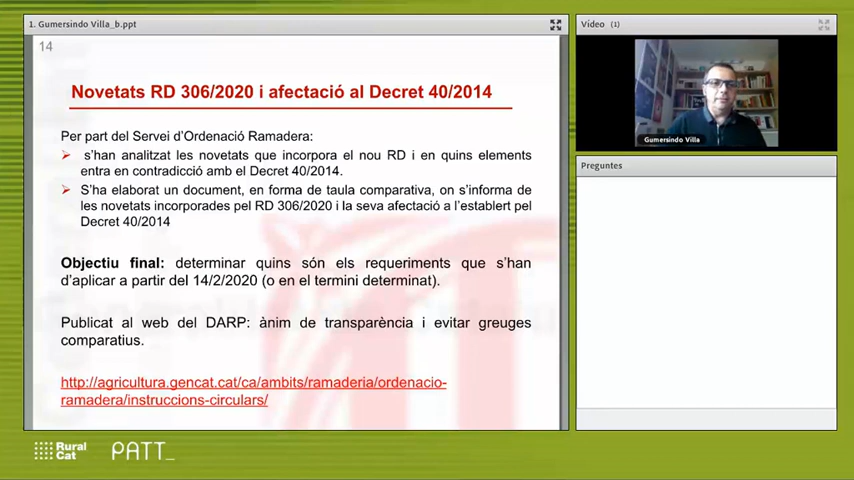 1. Gumersindo Villa_b.ppt
14
Novetats RD 306/2020 i afectació al Decret 40/2014
Per part del Servei d'Ordenació Ramadera:
s'han analitzat les novetats que incorpora el nou RD i en quins elements
entra en contradicció amb el Decret 40/2014.
S'ha elaborat un document, en forma de taula comparativa, on s'informa de
les novetats incorporades pel RD 306/2020 i la seva afectació a l'establert pel
Decret 40/2014
Objectiu final: determinar quins són els requeriments que s'han
d'aplicar a partir del 14/2/2020 (o en el termini determinat).
Publicat al web del DARP: ànim de transparència i evitar greuges
comparatius.
http://agricultura.gencat.cat/ca/ambits/ramaderia/ordenacio-
ramadera/instruccions-circulars/
Vídeo (1)
Gumersindo Villa
Preguntes
Rural
Cat
PATT_